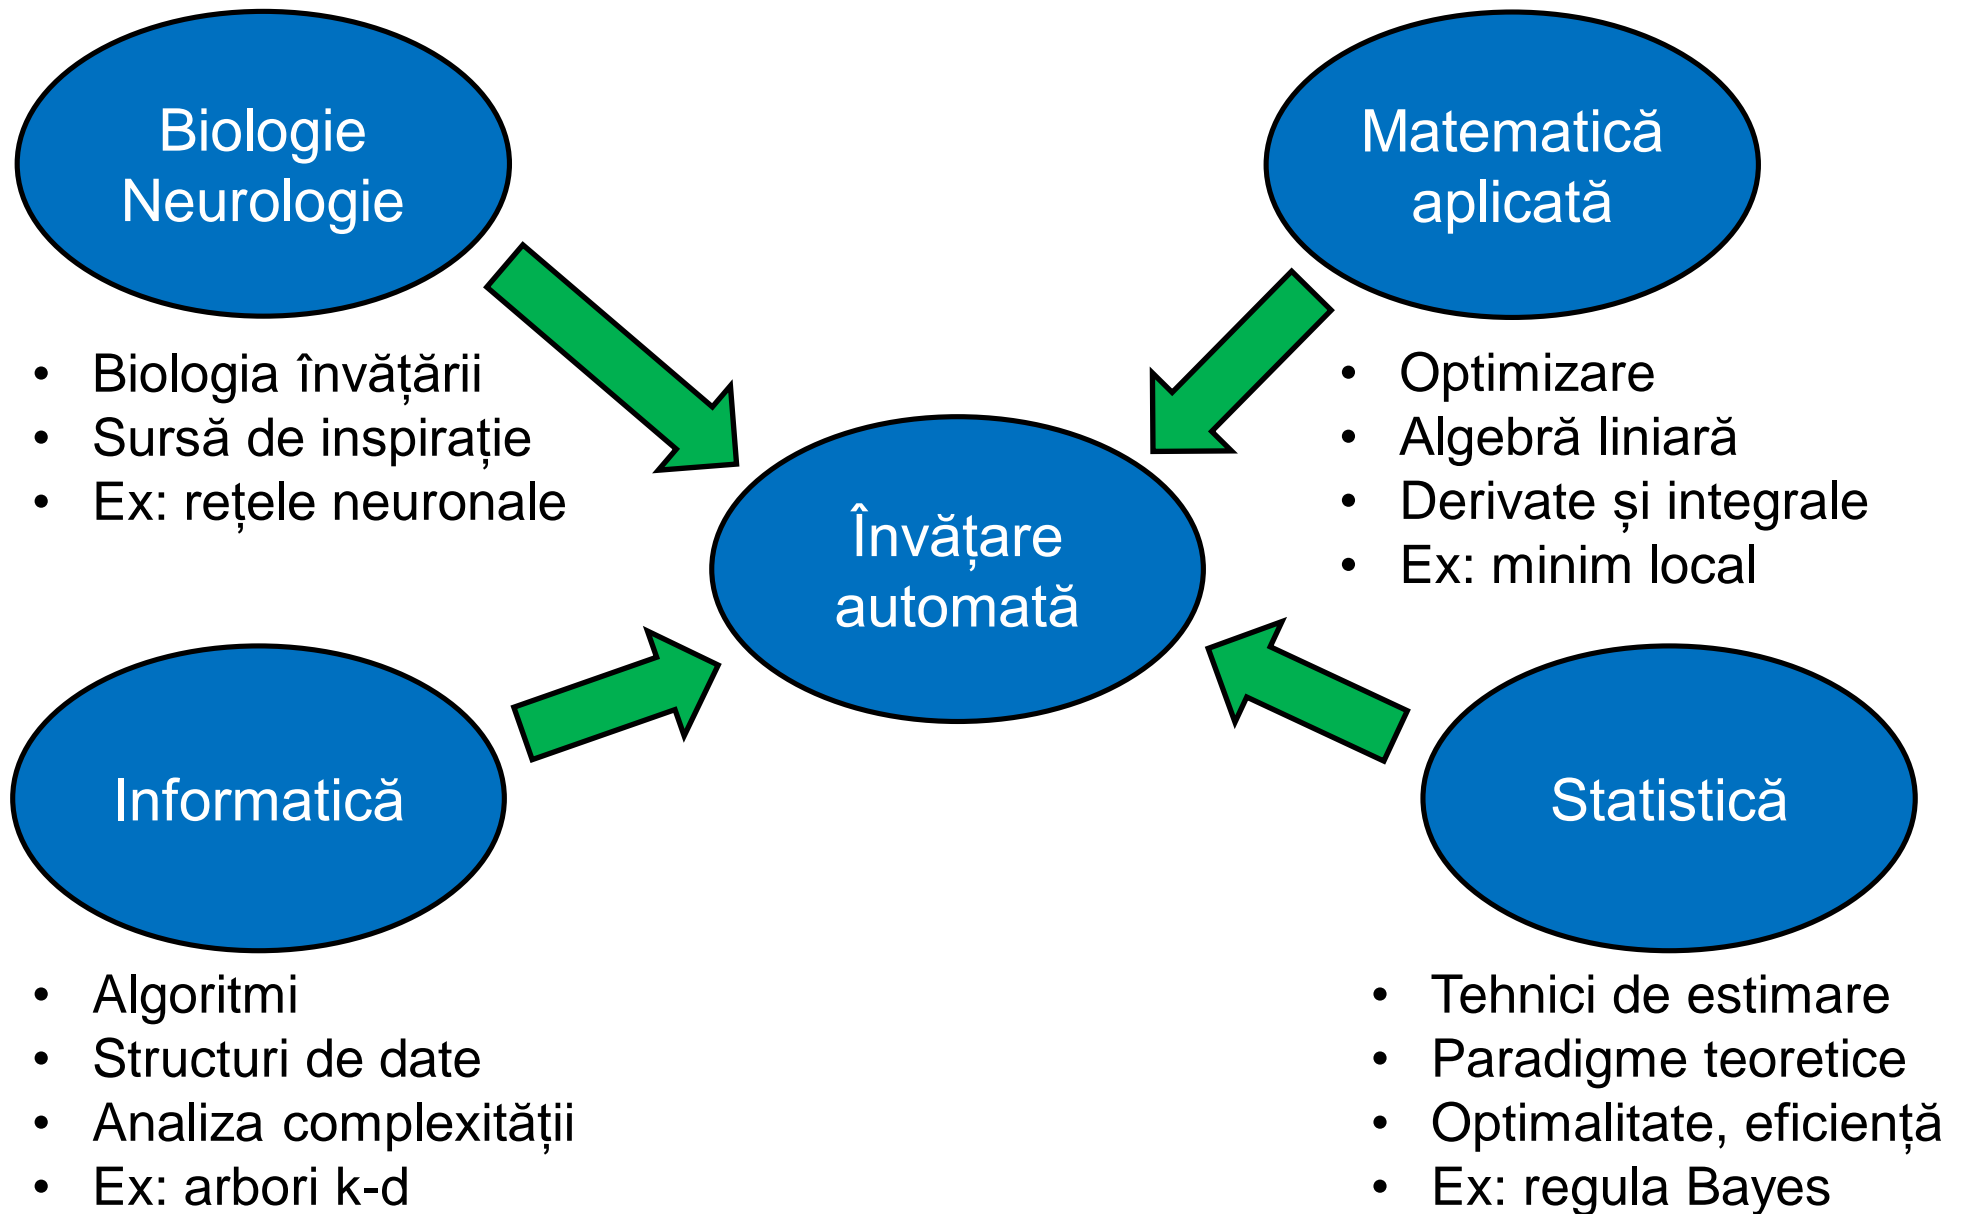 Biologie
Neurologie
• Biologia învățării
• Sursă de inspirație
• Ex: rețele neuronale
Matematică
aplicată
• Optimizare
• Algebră liniară
• Derivate și integrale
• Ex: minim local
Învățare
automată
Informatică
• Algoritmi
• Structuri de date
• Analiza complexității
• Ex: arbori k-d
Statistică
• Tehnici de estimare
• Paradigme teoretice
• Optimalitate, eficiență
• Ex: regula Bayes